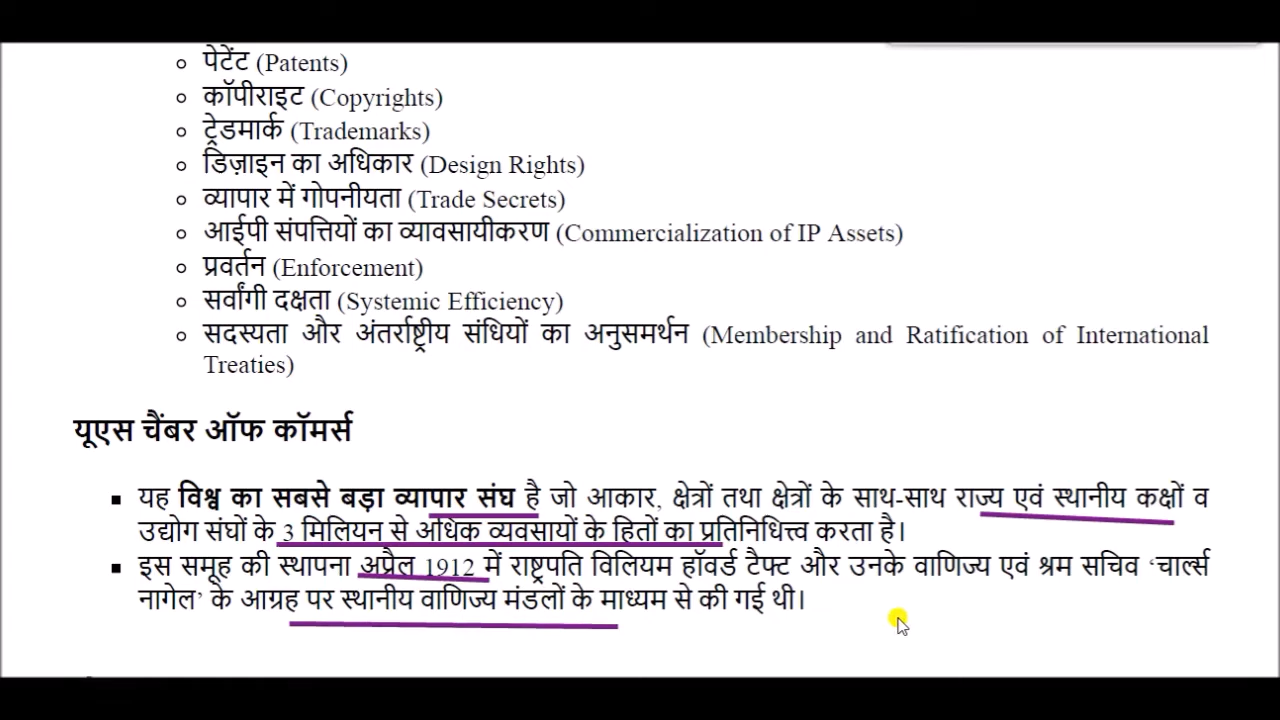 पेटेंट (Patents)
कॉपीराइट (Copyrights)
ट्रेडमार्क (Trademarks)
डिज़ाइन का अधिकार (Design Rights)
व्यापार में गोपनीयता (Trade Secrets)
आईपी संपत्तियों का व्यावसायीकरण (Commercialization of IP Assets)
प्रवर्तन (Enforcement)
सर्वांगी दक्षता (Systemic Efficiency)
सदस्यता और अंतर्राष्ट्रीय संधियों का अनुसमर्थन (Membership and Ratification of International
Treaties)
यूएस चैंबर ऑफ कॉमर्स
यह विश्व का सबसे बड़ा व्यापार संघ है जो आकार, क्षेत्रों तथा क्षेत्रों के साथ-साथ राज्य एवं स्थानीय कक्षों व
उद्योग संघों के 3 मिलियन से अधिक व्यवसायों के हितों का प्रतिनिधित्त्व करता है।
इस समूह की स्थापना अप्रैल 1912 में राष्ट्रपति विलियम हॉवर्ड टैफ्ट और उनके वाणिज्य एवं श्रम सचिव ‘चार्ल्स
नागेल’ के आग्रह पर स्थानीय वाणिज्य मंडलों के माध्यम से की गई थी।